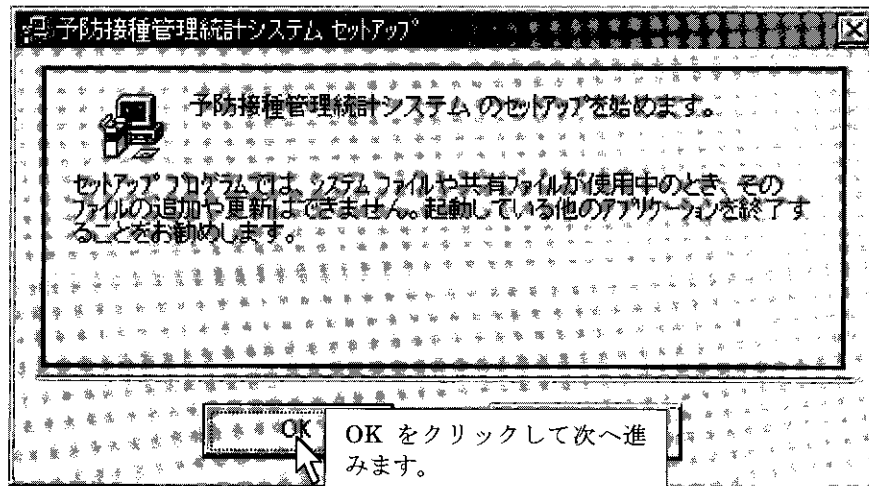 予防接種管理統計システム セットアップ
予防接種管理統計システム のセットアップを始めます。
セットアップ プログラムでは、システム ファイルや共有ファイルが使用中のとき、その
ファイルの追加や更新はできません。起動している他のアプリケーションを終了す
ることをお勧めします。
OK
OK をクリックして次へ進
みます。